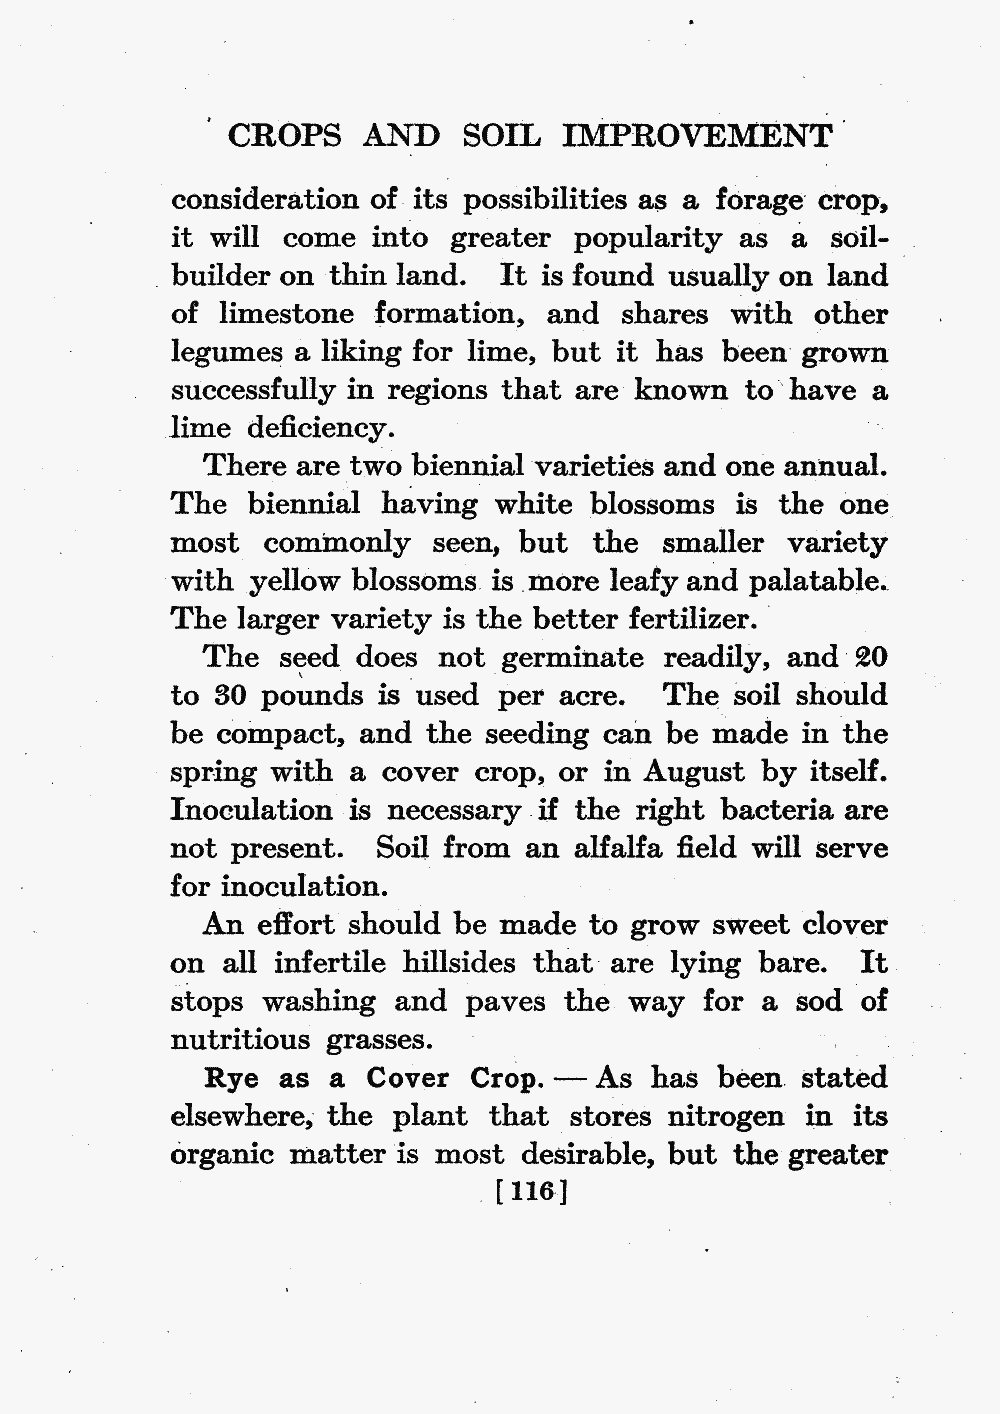 CROPS AND SOIL IMPROVEMENT
consideration of its possibilities as a forage crop,
it will come into greater popularity as a soil-
builder on thin land. It is found usually on land
of limestone formation, and shares with other
legumes a liking for lime, but it has been grown
successfully in regions that are known to have a
lime deficiency.
There are two biennial varieties and one annual.
The biennial having white blossoms is the one
most commonly seen, but the smaller variety
with yellow blossoms is more leafy and palatable.
The larger variety is the better fertilizer.
The seed does not germinate readily, and 20
to 30 pounds is used per acre. The soil should
be compact, and the seeding can be made in the
spring with a cover crop, or in August by itself.
Inoculation is necessary if the right bacteria are
not present. Soil from an alfalfa field will serve
for inoculation.
An effort should be made to grow sweet clover
on all infertile hillsides that are lying bare. It
stops washing and paves the way for a sod of
nutritious grasses.
Rye as a Cover Crop. — As has been stated
elsewhere, the plant that stores nitrogen in its
organic matter is most desirable, but the greater
[116]